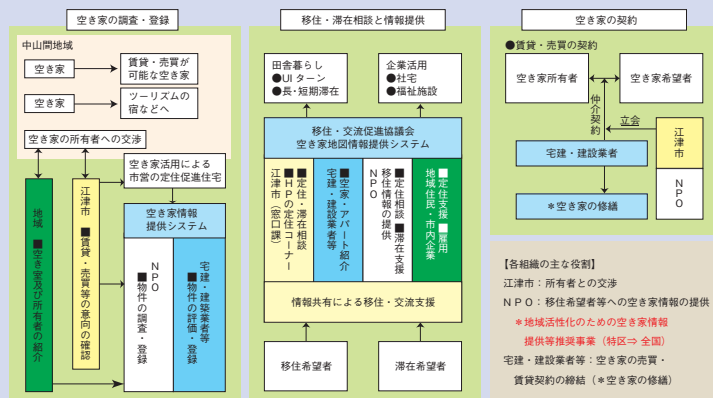 空き家の調査・登録
中山間地域
空き家
賃貸・売買が
可能な空き家
空き家
ツーリズムの
宿などへ
空き家の所有者への交渉
空き家活用による
市営の定住促進住宅
地域 ■空き室及び所有者の紹介
江津市 ■賃貸・売買等の意向の確認
空き家情報
提供システム
NPO
■物件の調査・登録
宅建・建築業者等
■物件の評価・登録
移住・滞在相談と情報提供
田舎暮らし
●UIターン
●長・短期滞在
企業活用
●社宅
●福祉施設
移住・交流促進協議会
空き家地図情報提供システム
■定住・滞在相談
■HPの定住コーナー
江津市（窓口課）
■空家・アパート紹介
宅建・建設業者等
■定住相談 ■滞在支援
移住情報の提供
NPO
■定住支援 ■雇用
地域住民・市内企業
情報共有による移住・交流支援
移住希望者
滞在希望者
空き家の契約
●賃貸・売買の契約
空き家所有者
空き家希望者
仲介契約
立会
宅建・建設業者
江津市
NPO
＊空き家の修繕
【各組織の主な役割】
江津市：所有者との交渉
NPO：移住希望者等への空き家情報の提供
＊地域活性化のための空き家情報
提供等推奨事業（特区⇒全国）
宅建・建設業者等：空き家の売買・
賃貸契約の締結（＊空き家の修繕）